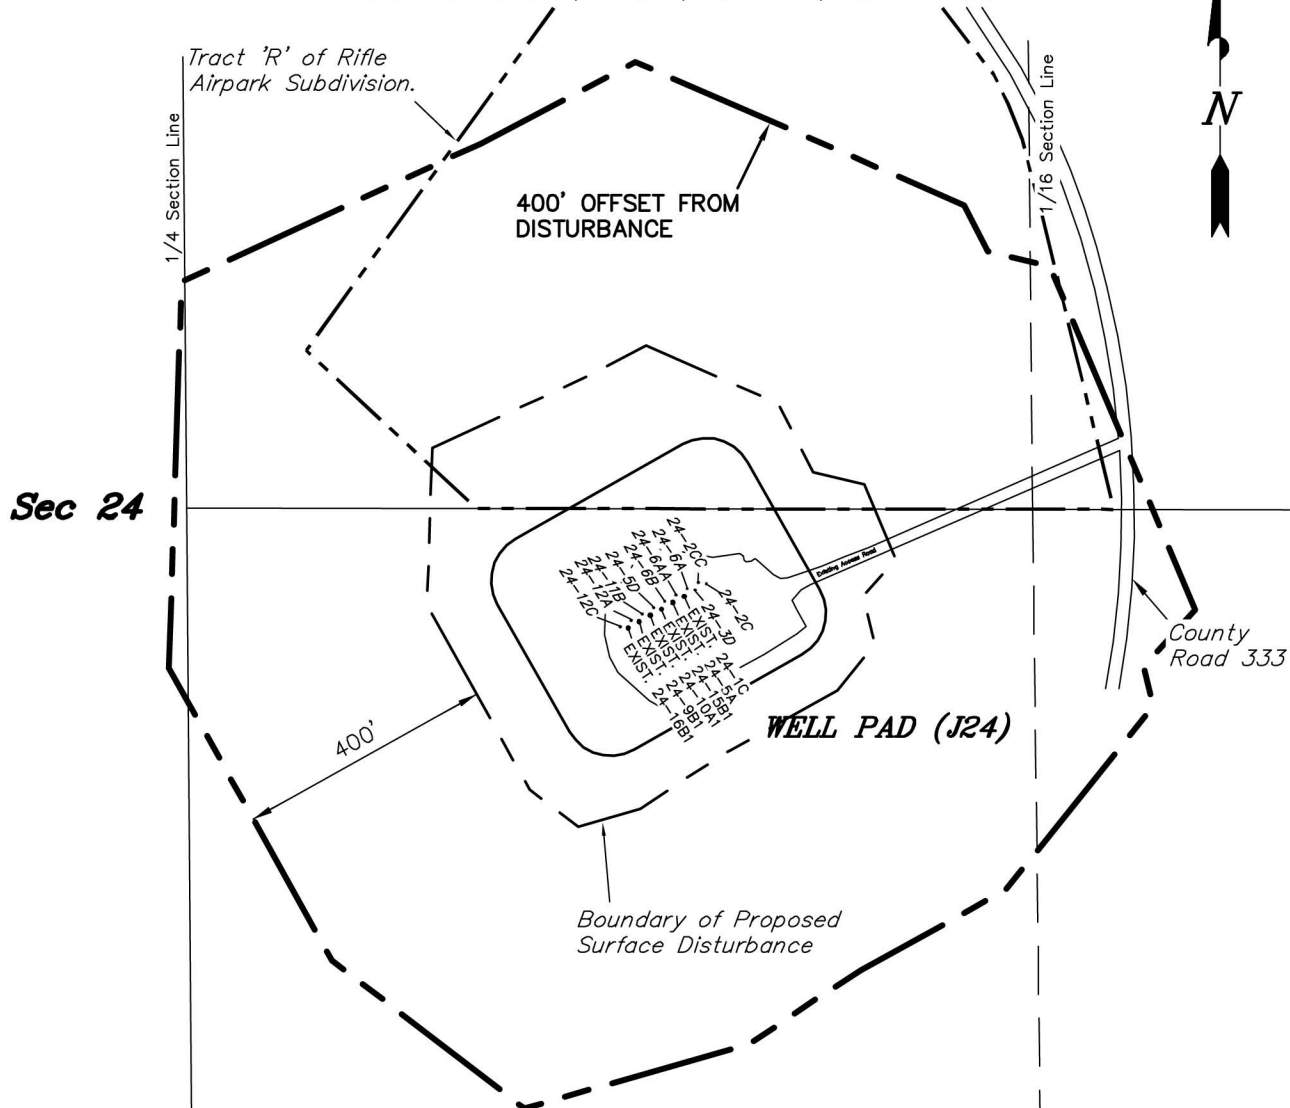 Tract 'R' of Rifle
Airpark Subdivision.
1/4 Section Line
1/16 Section Line
N
400' OFFSET FROM
DISTURBANCE
Sec 24
24-2CC
24-6A
24-6AA
24-6B
24-5D
24-11B
24-12A
24-12C
Existing Access Road
24-2C
24-3D
EXIST.
EXIST.
EXIST.
EXIST.
EXIST.
EXIST.
24-1C
24-5A
24-15B1
24-10A1
24-9B1
24-16B1
County
Road 333
WELL PAD (J24)
400'
Boundary of Proposed
Surface Disturbance